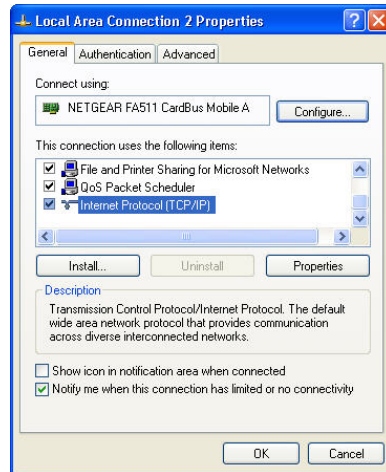 Local Area Connection 2 Properties
General Authentication Advanced
Connect using:
NETGEAR FA511 CardBus Mobile A
Configure...
This connection uses the following items:
File and Printer Sharing for Microsoft Networks
QoS Packet Scheduler
Internet Protocol (TCP/IP)
Install... Uninstall Properties
Description
Transmission Control Protocol/Internet Protocol. The default
wide area network protocol that provides communication
across diverse interconnected networks.
Show icon in notification area when connected
Notify me when this connection has limited or no connectivity
OK Cancel